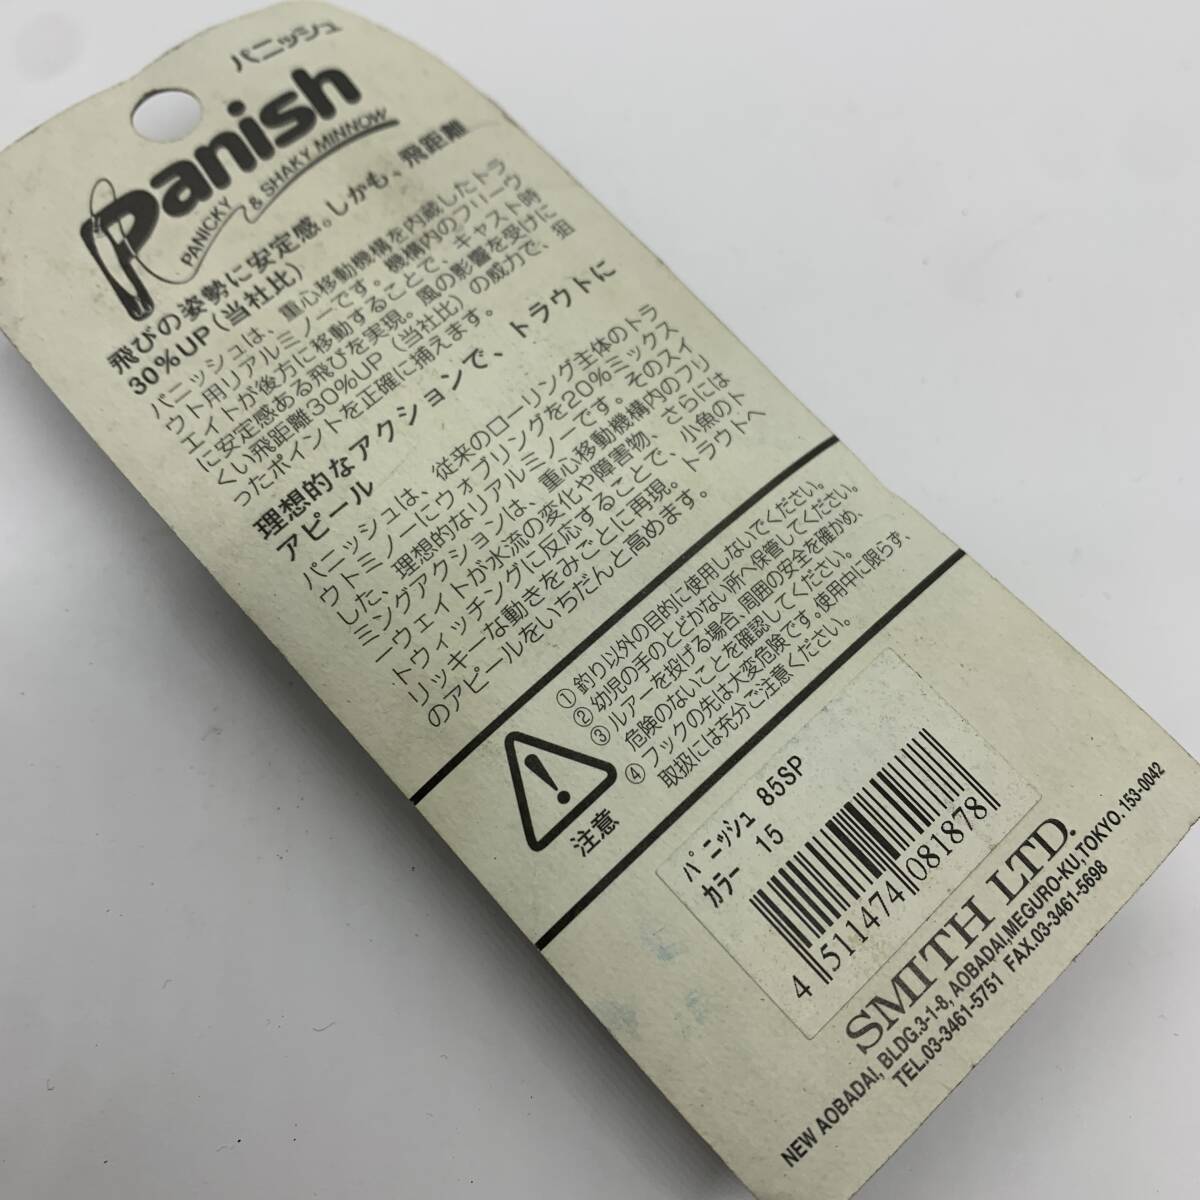 パニッシュ
Panish
PANICKY & SHAKY MINNOW
飛びの姿勢に安定感。しかも、飛距離
30%UP(当社比)
パニッシュは、重心移動機構を内蔵したトラ
ウト用リアルミノーです。機構内のフリーウ
エイトが後方に移動することで、キャスト時
に安定感ある飛びを実現。風の影響を受けに
くい飛距離30%UP(当社比)の威力で、狙
ったポイントを正確に捕えます。
理想的なアクションで、トラウトに
アピール
パニッシュは、従来のローリング主体のトラ
ウトミノーにウォブリングを20%ミックス
した、理想的なリアルミノーです。そのスイ
ミングアクションは、重心移動機構内のフリ
ーウェイトが水流の変化や障害物、さらには
トウィッチングに反応することで、小魚のト
リッキーな動きをみごとに再現。トラウトへ
のアピールをいちだんと高めます。
注意
①釣り以外の目的に使用しないでください。
②幼児の手のとどかない所へ保管してください。
③ルアーを投げる場合、周囲の安全を確かめ、
危険のないことを確認してください。
④フックの先は大変危険です。使用中に限らず、
取扱には充分ご注意ください。
パニッシュ 85SP
カラー 15
4 511474 081878
SMITH LTD.
NEW AOBADAI, BLDG.3-1-8, AOBADAI,MEGURO-KU,TOKYO. 153-0042
TEL.03-3461-5751 FAX.03-3461-5698